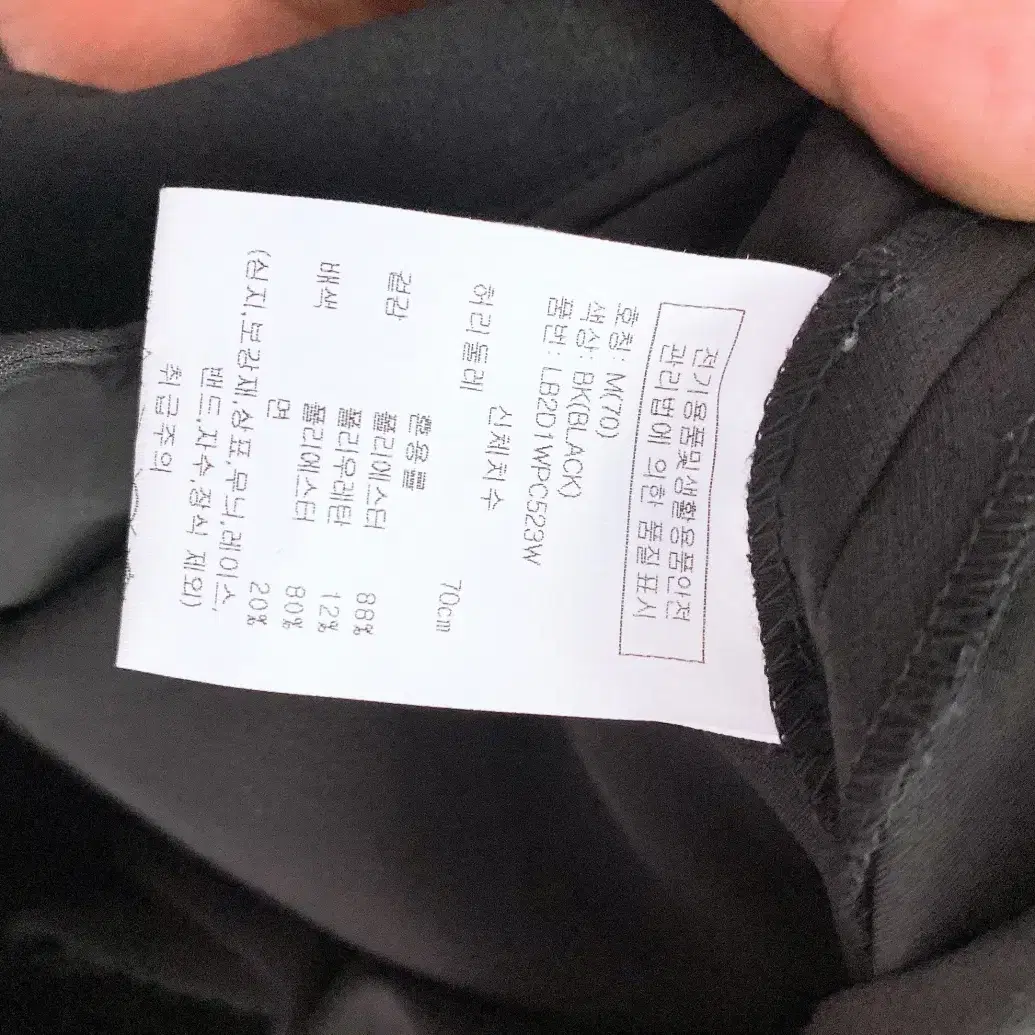 전기용품및생활용품안전
관리법에 의한 품질표시
호칭: M(70)
색상: BK(BLACK)
품번: LB2D1WPC523W
신체치수
허리둘레 70cm
혼용률
겉감 폴리에스터 88%
폴리우레탄 12%
배색 폴리에스터 80%
면 20%
(심지,보강재,상표,무늬,레이스,
밴드,자수,장식 제외)
취급주의